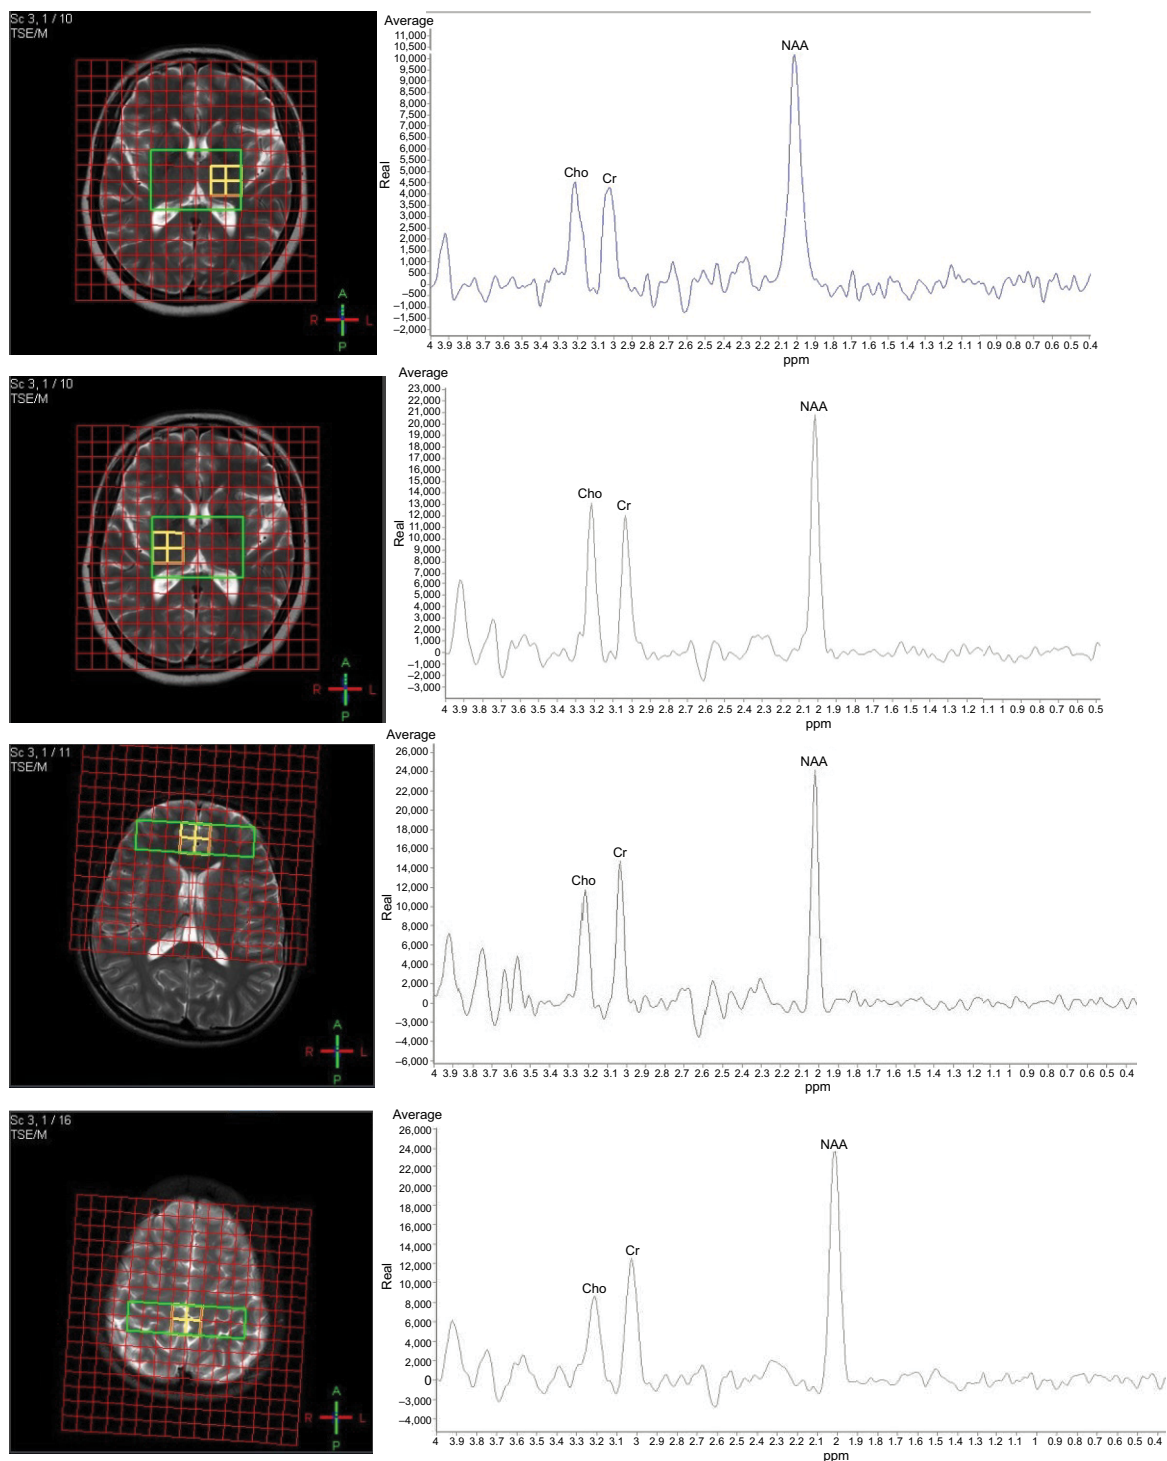 Sc 3, 1 / 10
TSE/M
A
R L
P
Average
11,000
10,500
10,000
9,500
9,000
8,500
8,000
7,500
7,000
6,500
6,000
5,500
5,000
4,500
4,000
3,500
3,000
2,500
2,000
1,500
1,000
500
0
–500
–1,000
–1,500
–2,000
Real
Cho
Cr
NAA
4 3.9 3.8 3.7 3.6 3.5 3.4 3.3 3.2 3.1 3 2.9 2.8 2.7 2.6 2.5 2.4 2.3 2.2 2.1 2 1.9 1.8 1.7 1.6 1.5 1.4 1.3 1.2 1.1 1 0.9 0.8 0.7 0.6 0.5 0.4
ppm
Sc 3, 1 / 10
TSE/M
A
R L
P
Average
23,000
22,000
21,000
20,000
19,000
18,000
17,000
16,000
15,000
14,000
13,000
12,000
11,000
10,000
9,000
8,000
7,000
6,000
5,000
4,000
3,000
2,000
1,000
0
–1,000
–2,000
–3,000
Real
Cho
Cr
NAA
4 3.9 3.8 3.7 3.6 3.5 3.4 3.3 3.2 3.1 3 2.9 2.8 2.7 2.6 2.5 2.4 2.3 2.2 2.1 2 1.9 1.8 1.7 1.6 1.5 1.4 1.3 1.2 1.1 1 0.9 0.8 0.7 0.6 0.5
ppm
Sc 3, 1 / 11
TSE/M
A
R L
P
Average
26,000
24,000
22,000
20,000
18,000
16,000
14,000
12,000
10,000
8,000
6,000
4,000
2,000
0
–3,000
–4,000
–6,000
Real
Cho
Cr
NAA
4 3.9 3.8 3.7 3.6 3.5 3.4 3.3 3.2 3.1 3 2.9 2.8 2.7 2.6 2.5 2.4 2.3 2.2 2.1 2 1.9 1.8 1.7 1.6 1.5 1.4 1.3 1.2 1.1 1 0.9 0.8 0.7 0.6 0.5 0.4
ppm
Sc 3, 1 / 16
TSE/M
A
R L
P
Average
26,000
24,000
22,000
20,000
18,000
16,000
14,000
12,000
10,000
8,000
6,000
4,000
2,000
0
–3,000
–4,000
Real
Cho
Cr
NAA
4 3.9 3.8 3.7 3.6 3.5 3.4 3.3 3.2 3.1 3 2.9 2.8 2.7 2.6 2.5 2.4 2.3 2.2 2.1 2 1.9 1.8 1.7 1.6 1.5 1.4 1.3 1.2 1.1 1 0.9 0.8 0.7 0.6 0.5 0.4
ppm